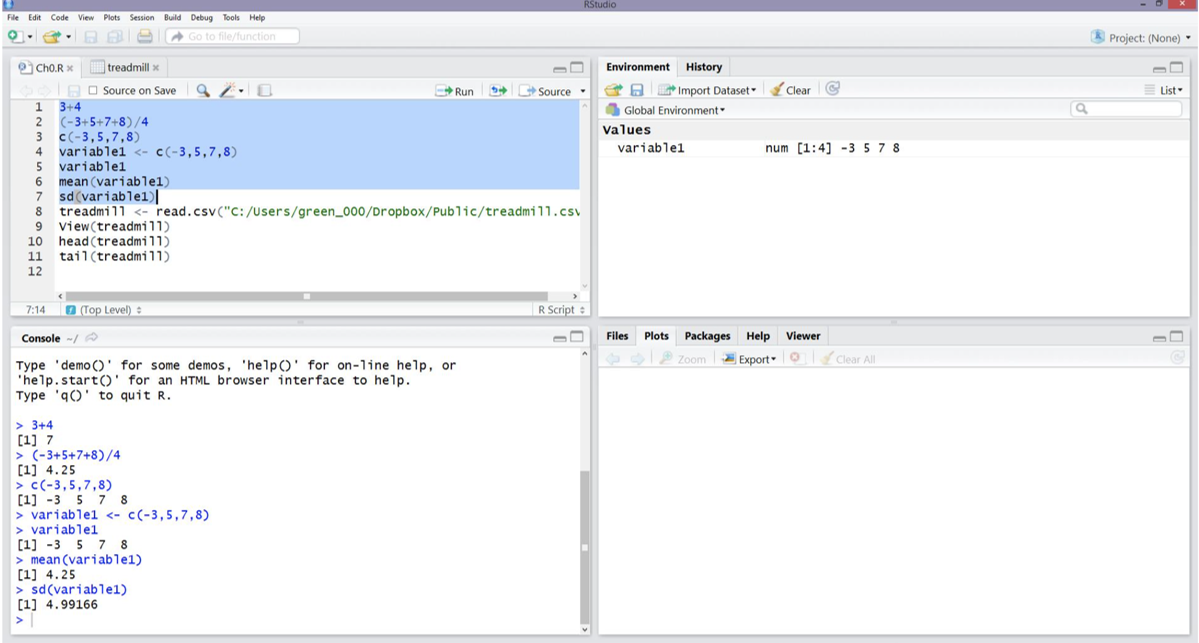 RStudio
File Edit Code View Plots Session Build Debug Tools Help
Go to file/function
Project: (None)
Ch0.R
treadmill
Source on Save
Run
Source
1 3+4
2 (-3+5+7+8)/4
3 c(-3,5,7,8)
4 variable1 <- c(-3,5,7,8)
5 variable1
6 mean(variable1)
7 sd(variable1)
8 treadmill <- read.csv("C:/Users/green_000/Dropbox/Public/treadmill.csv
9 View(treadmill)
10 head(treadmill)
11 tail(treadmill)
12
7:14 (Top Level) R Script
Console ~/
Type 'demo()' for some demos, 'help()' for on-line help, or
'help.start()' for an HTML browser interface to help.
Type 'q()' to quit R.
> 3+4
[1] 7
> (-3+5+7+8)/4
[1] 4.25
> c(-3,5,7,8)
[1] -3 5 7 8
> variable1 <- c(-3,5,7,8)
> variable1
[1] -3 5 7 8
> mean(variable1)
[1] 4.25
> sd(variable1)
[1] 4.99166
>
Environment History
Import Dataset Clear List
Global Environment
Values
variable1 num [1:4] -3 5 7 8
Files Plots Packages Help Viewer
Zoom Export Clear All